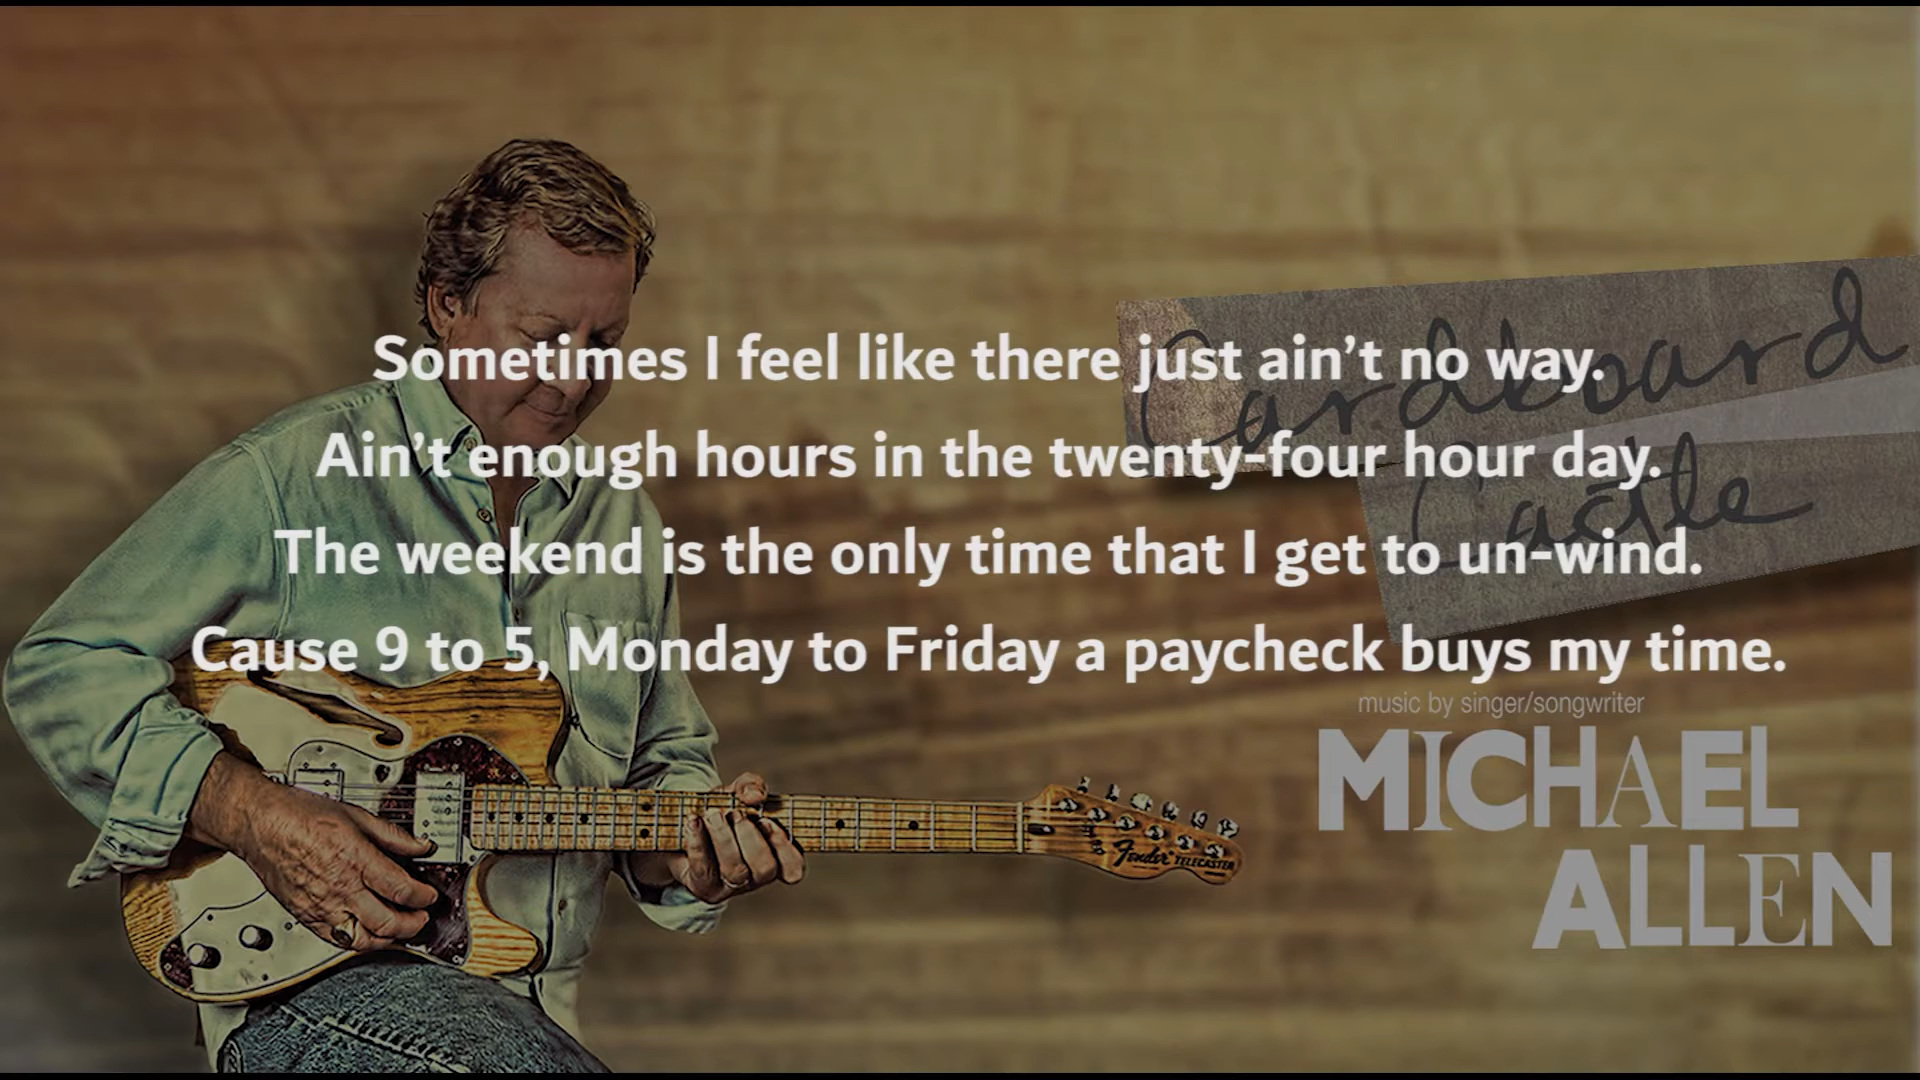 Sometimes I feel like there just ain’t no way.
Ain’t enough hours in the twenty-four hour day.
The weekend is the only time that I get to un-wind.
Cause 9 to 5, Monday to Friday a paycheck buys my time.
Cardboard
Castle
music by singer/songwriter
MICHAEL
ALLEN
Fender TELECASTER